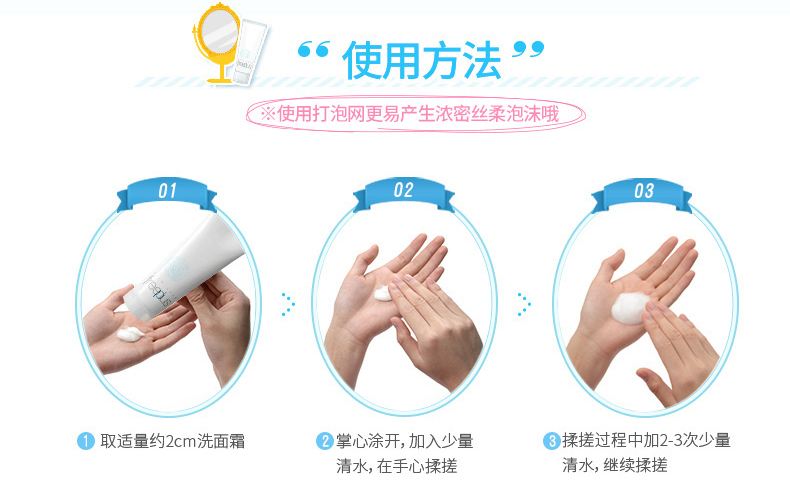 “ 使用方法 ”
※使用打泡网更易产生浓密丝柔泡沫哦
01
02
03
1 取适量约2cm洗面霜
2 掌心涂开，加入少量
清水，在手心揉搓
3 揉搓过程中加2-3次少量
清水，继续揉搓